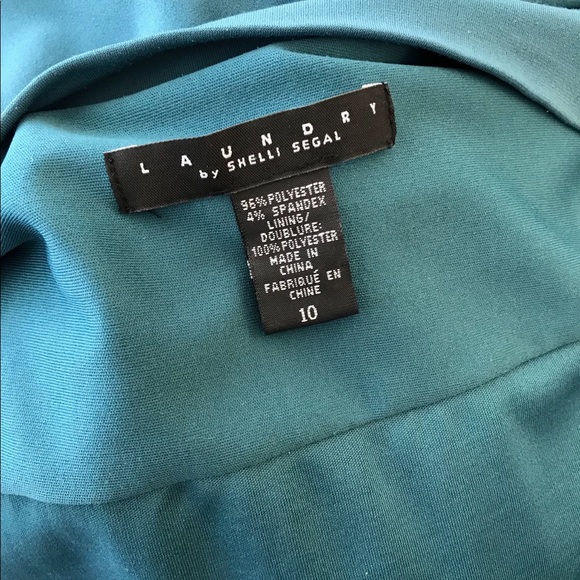 LAUNDRY
by SHELLI SEGAL
96% POLYESTER
4% SPANDEX
LINING/
DOUBLURE:
100% POLYESTER
MADE IN
CHINA
FABRIQUÉ EN
CHINE
10